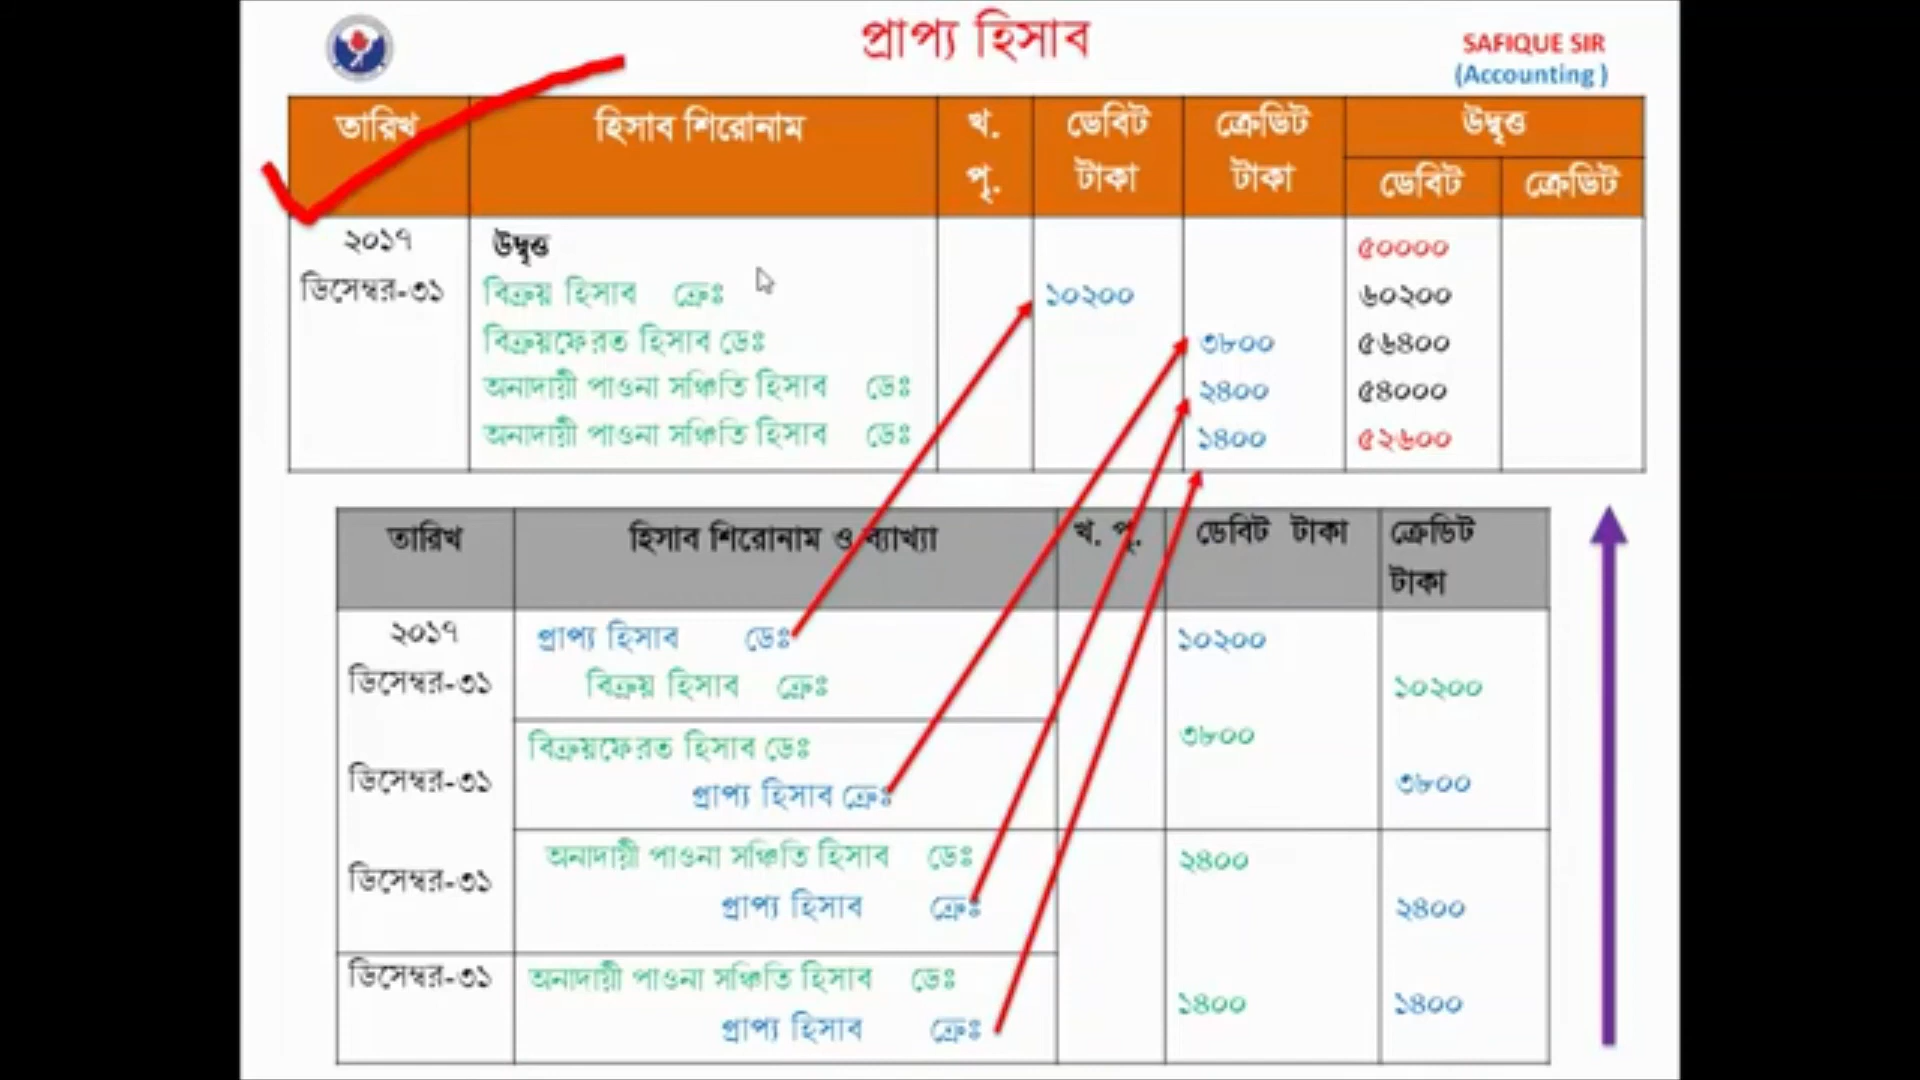 প্রাপ্য হিসাব
SAFIQUE SIR
(Accounting )
তারিখ হিসাব শিরোনাম খ. পৃ. ডেবিট টাকা ক্রেডিট টাকা উদ্বৃত্ত
ডেবিট ক্রেডিট
২০১৭ উদ্বৃত্ত ৫০০০০
ডিসেম্বর-৩১ বিক্রয় হিসাব ক্রেঃ ১০২০০ ৬০২০০
বিক্রয়ফেরত হিসাব ডেঃ ৩৮০০ ৫৬৪০০
অনাদায়ী পাওনা সঞ্চিতি হিসাব ডেঃ ২৪০০ ৫৪০০০
অনাদায়ী পাওনা সঞ্চিতি হিসাব ডেঃ ১৪০০ ৫২৬০০
তারিখ হিসাব শিরোনাম ও ব্যাখ্যা খ. পৃ. ডেবিট টাকা ক্রেডিট
টাকা
২০১৭ প্রাপ্য হিসাব ডেঃ ১০২০০
ডিসেম্বর-৩১ বিক্রয় হিসাব ক্রেঃ ১০২০০
বিক্রয়ফেরত হিসাব ডেঃ ৩৮০০
ডিসেম্বর-৩১ প্রাপ্য হিসাব ক্রেঃ ৩৮০০
অনাদায়ী পাওনা সঞ্চিতি হিসাব ডেঃ ২৪০০
ডিসেম্বর-৩১ প্রাপ্য হিসাব ক্রেঃ ২৪০০
ডিসেম্বর-৩১ অনাদায়ী পাওনা সঞ্চিতি হিসাব ডেঃ ১৪০০ ১৪০০
প্রাপ্য হিসাব ক্রেঃ